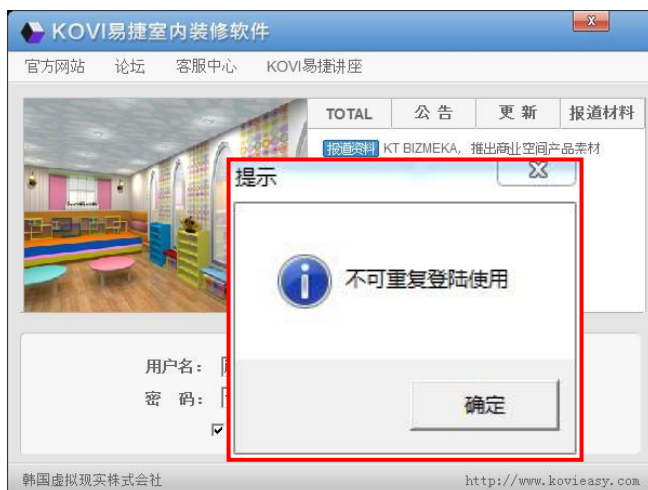 KOVI易捷室内装修软件
官方网站 论坛 客服中心 KOVI易捷讲座
TOTAL 公告 更新 报道材料
报道资料 KT BIZMEKA，推出商业空间产品素材
提示
不可重复登陆使用
用户名：
密 码：
确定
韩国虚拟现实株式会社 http://www.kovieasy.com